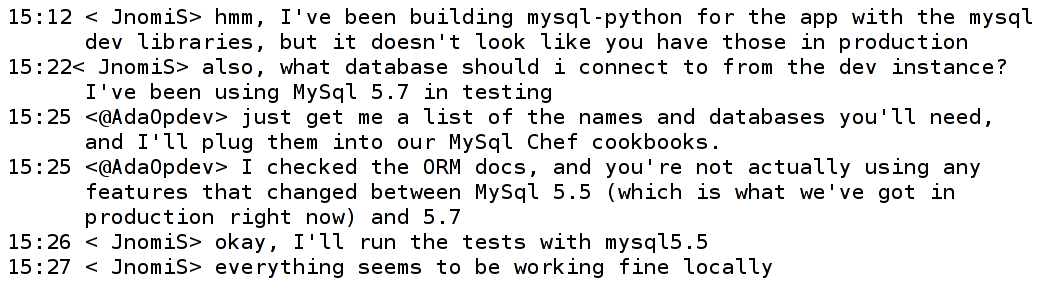 15:12 < JnomiS> hmm, I've been building mysql-python for the app with the mysql
dev libraries, but it doesn't look like you have those in production
15:22< JnomiS> also, what database should i connect to from the dev instance?
I've been using MySql 5.7 in testing
15:25 <@AdaOpdev> just get me a list of the names and databases you'll need,
and I'll plug them into our MySql Chef cookbooks.
15:25 <@AdaOpdev> I checked the ORM docs, and you're not actually using any
features that changed between MySql 5.5 (which is what we've got in
production right now) and 5.7
15:26 < JnomiS> okay, I'll run the tests with mysql5.5
15:27 < JnomiS> everything seems to be working fine locally